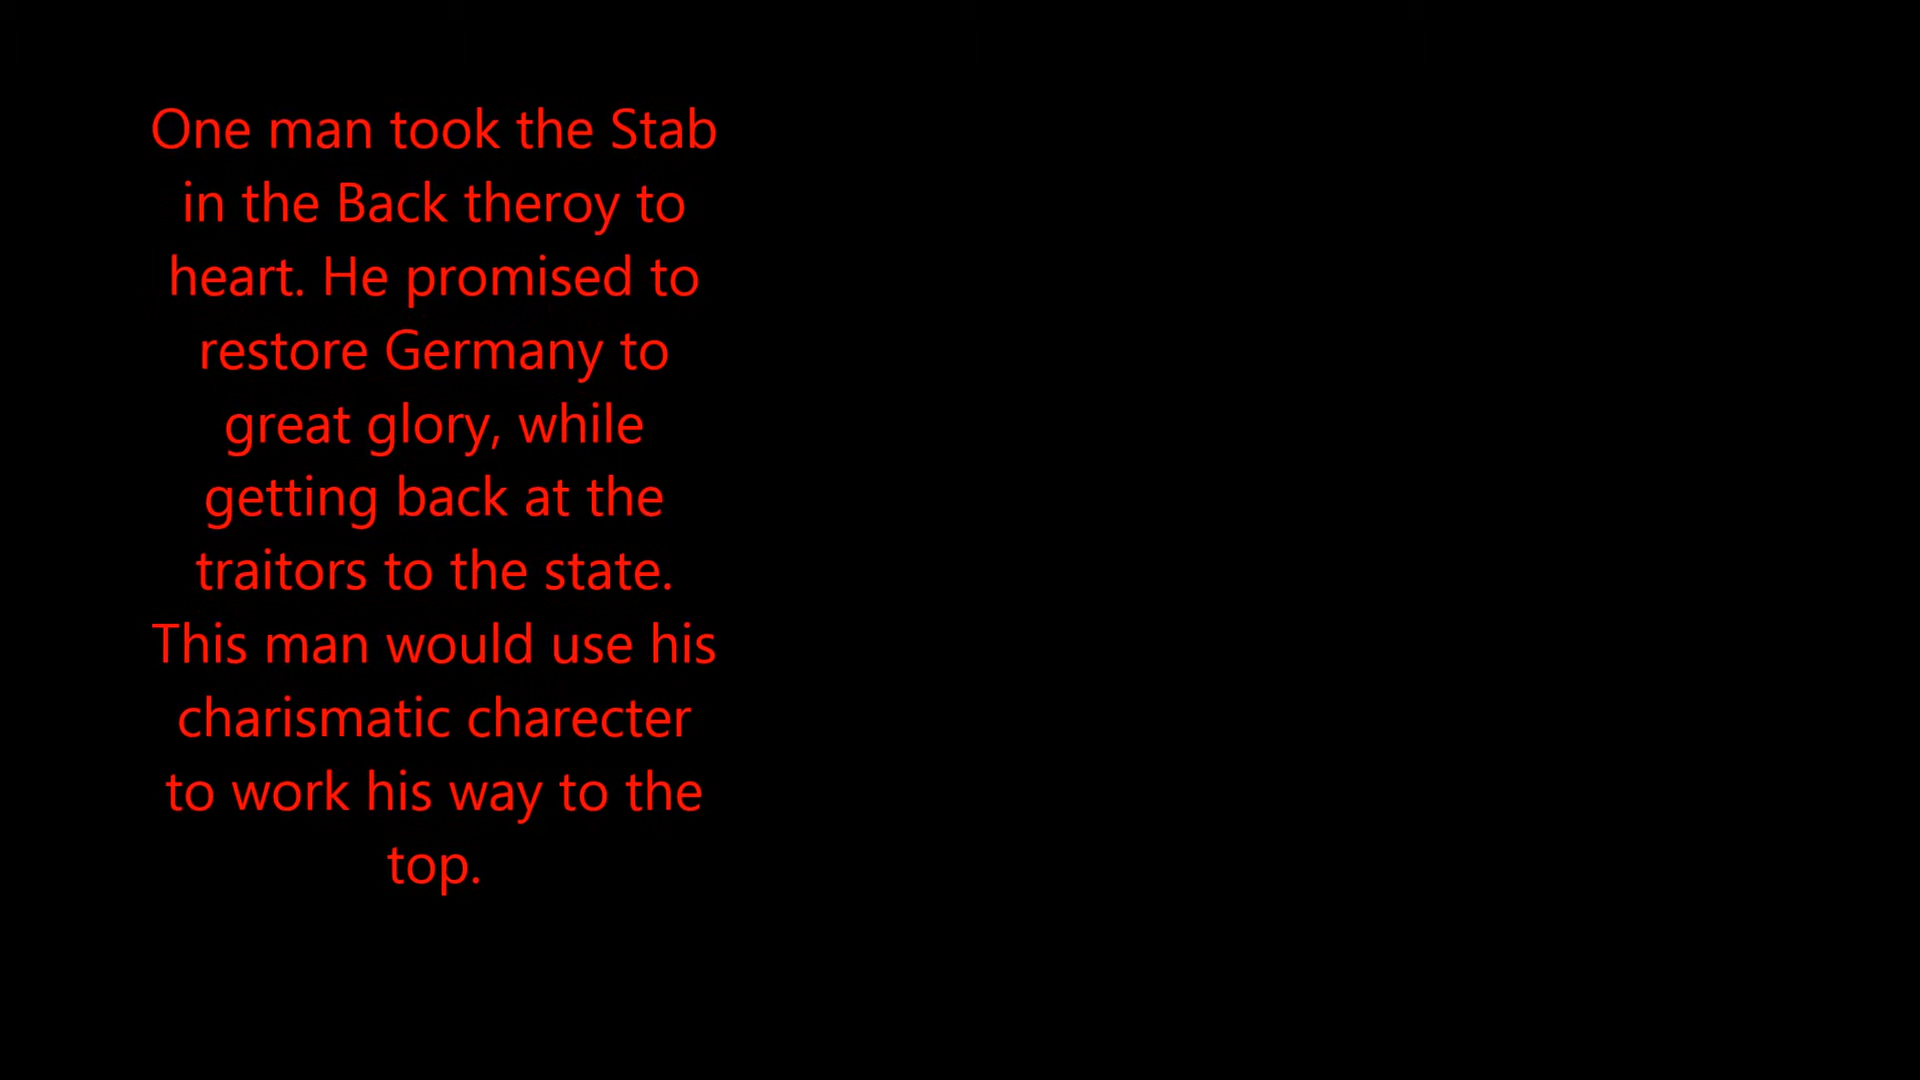 One man took the Stab
in the Back theroy to
heart. He promised to
restore Germany to
great glory, while
getting back at the
traitors to the state.
This man would use his
charismatic charecter
to work his way to the
top.